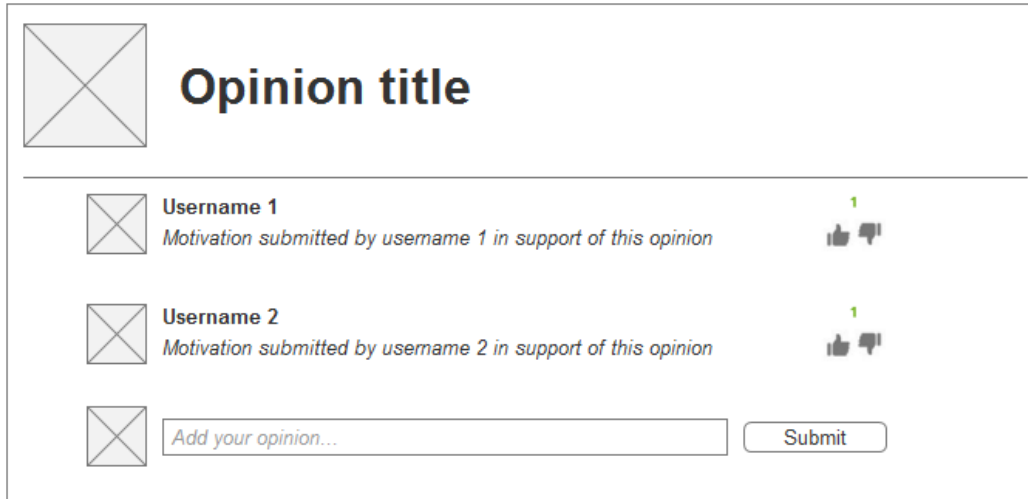 Opinion title
Username 1
1
Motivation submitted by username 1 in support of this opinion
Username 2
1
Motivation submitted by username 2 in support of this opinion
Add your opinion...
Submit